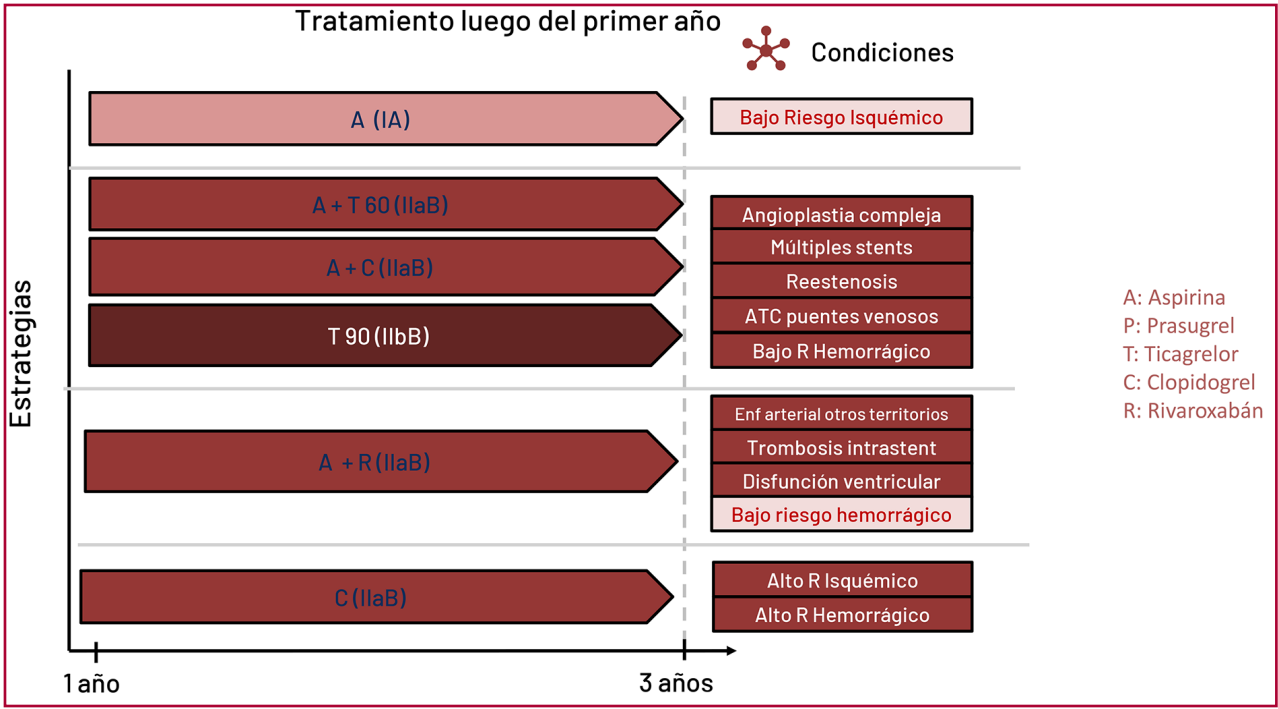 Tratamiento luego del primer año
Condiciones
Estrategias
A (IA)
Bajo Riesgo Isquémico
A + T 60 (IIaB)
A + C (IIaB)
T 90 (IIbB)
Angioplastia compleja
Múltiples stents
Reestenosis
ATC puentes venosos
Bajo R Hemorrágico
A + R (IIaB)
Enf arterial otros territorios
Trombosis intrastent
Disfunción ventricular
Bajo riesgo hemorrágico
C (IIaB)
Alto R Isquémico
Alto R Hemorrágico
1 año
3 años
A: Aspirina
P: Prasugrel
T: Ticagrelor
C: Clopidogrel
R: Rivaroxabán